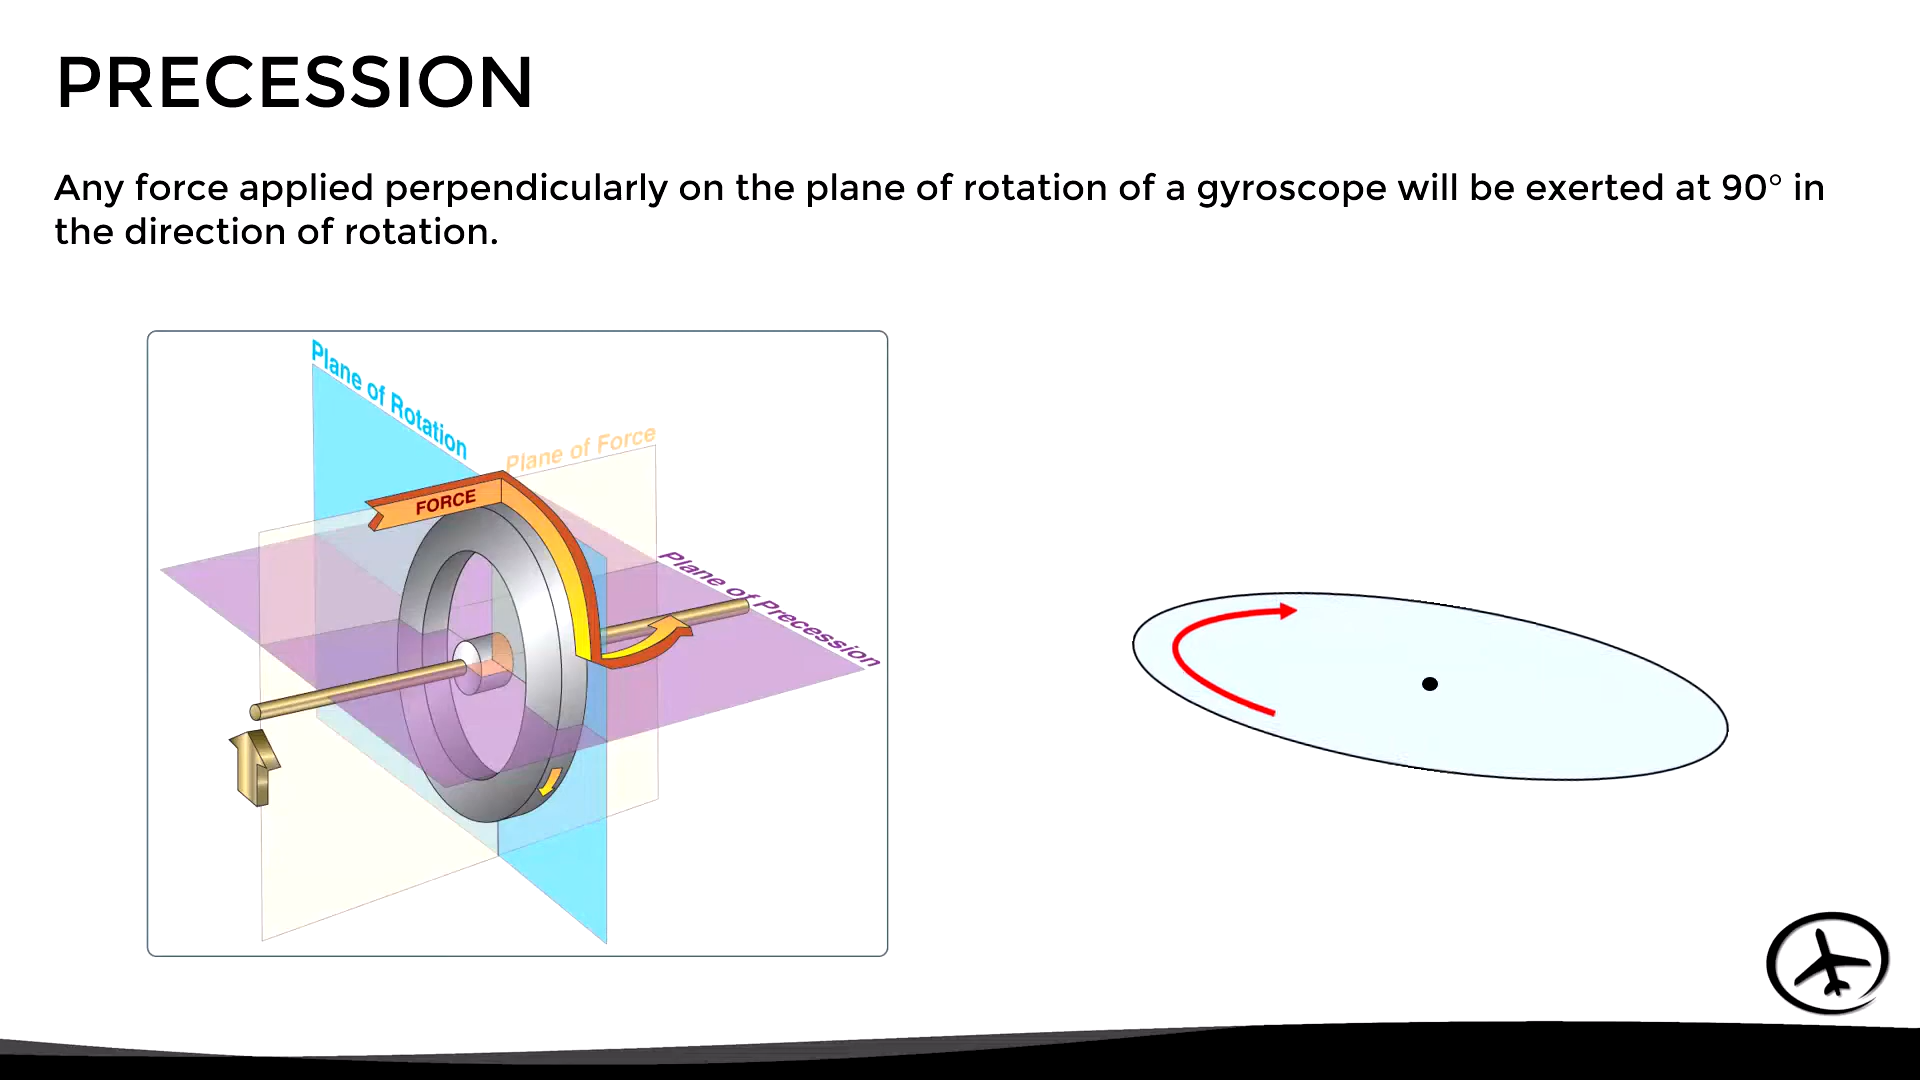 PRECESSION
Any force applied perpendicularly on the plane of rotation of a gyroscope will be exerted at 90° in
the direction of rotation.
Plane of Rotation
Plane of Force
FORCE
Plane of Precession